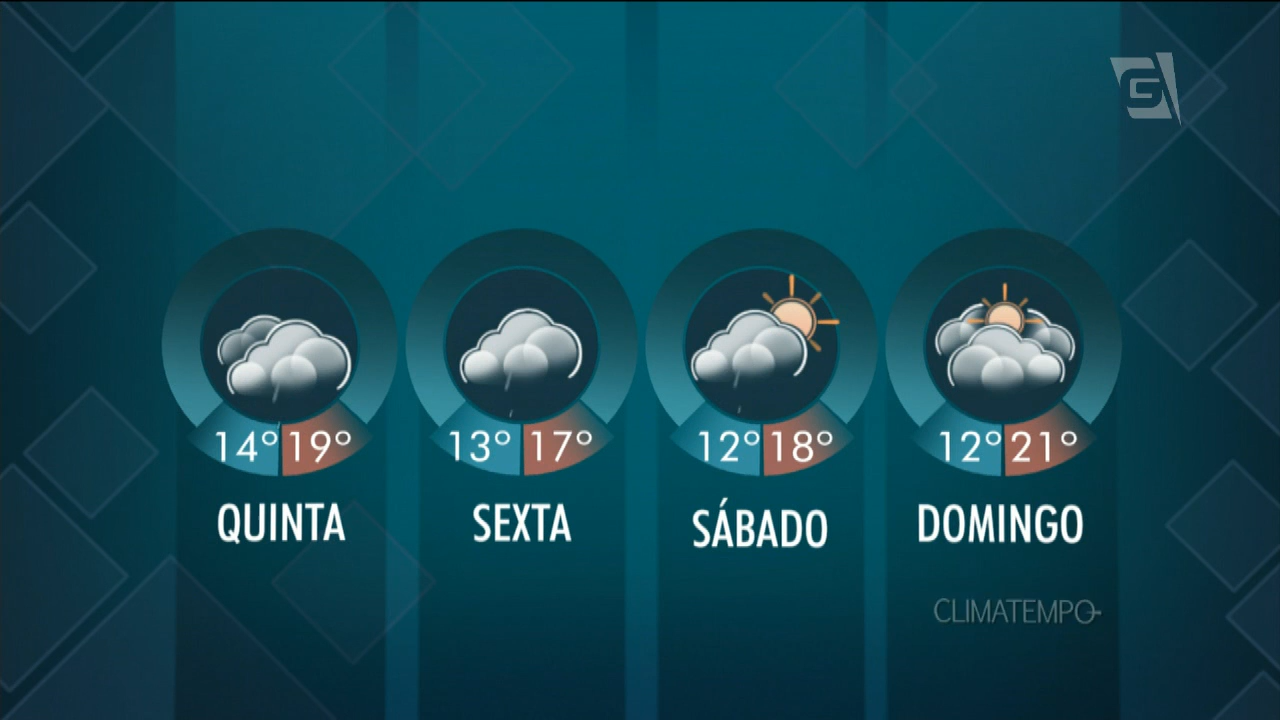 14° 19°
QUINTA
13° 17°
SEXTA
12° 18°
SÁBADO
12° 21°
DOMINGO
CLIMATEMPO